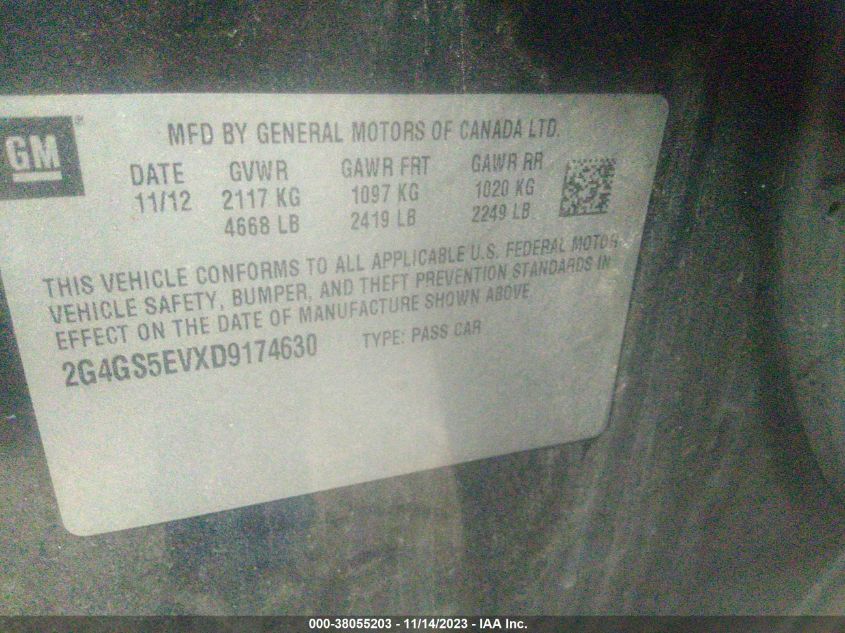 GM
MFD BY GENERAL MOTORS OF CANADA LTD.
DATE GVWR GAWR FRT GAWR RR
11/12 2117 KG 1097 KG 1020 KG
4668 LB 2419 LB 2249 LB
THIS VEHICLE CONFORMS TO ALL APPLICABLE U.S. FEDERAL MOTOR
VEHICLE SAFETY, BUMPER, AND THEFT PREVENTION STANDARDS IN
EFFECT ON THE DATE OF MANUFACTURE SHOWN ABOVE
2G4GS5EVXD9174630 TYPE: PASS CAR
000-38055203 - 11/14/2023 - IAA Inc.